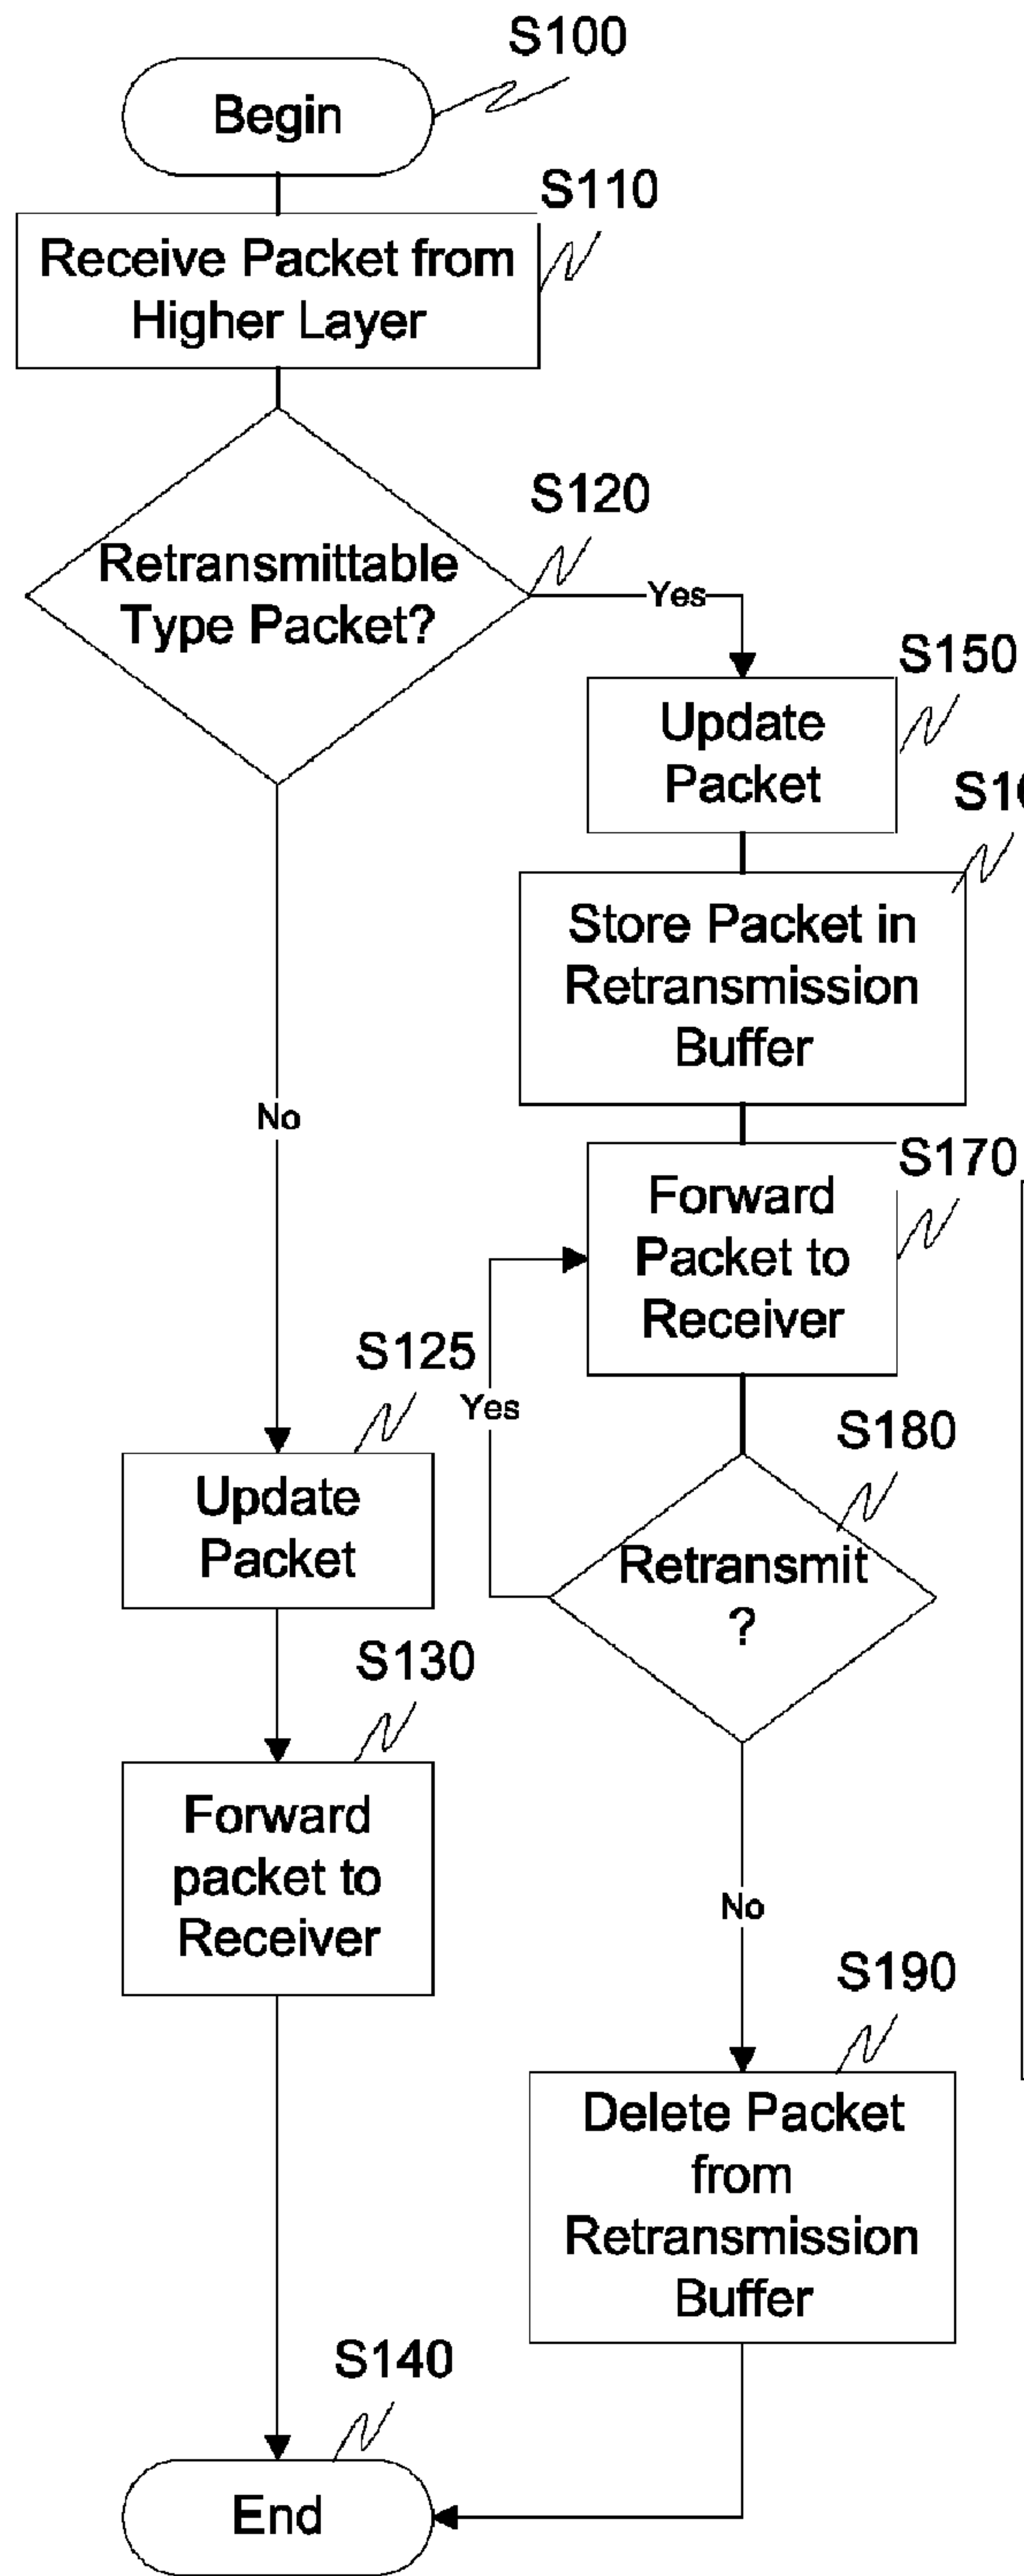 S100
Begin
S110
Receive Packet from
Higher Layer
S120
Retransmittable
Type Packet?
Yes
S150
Update
Packet
Store Packet in
Retransmission
Buffer
No
S170
Forward
Packet to
Receiver
S125
Yes
Update
Packet
S180
Retransmit
?
S130
Forward
packet to
Receiver
No
S190
Delete Packet
from
Retransmission
Buffer
S140
End